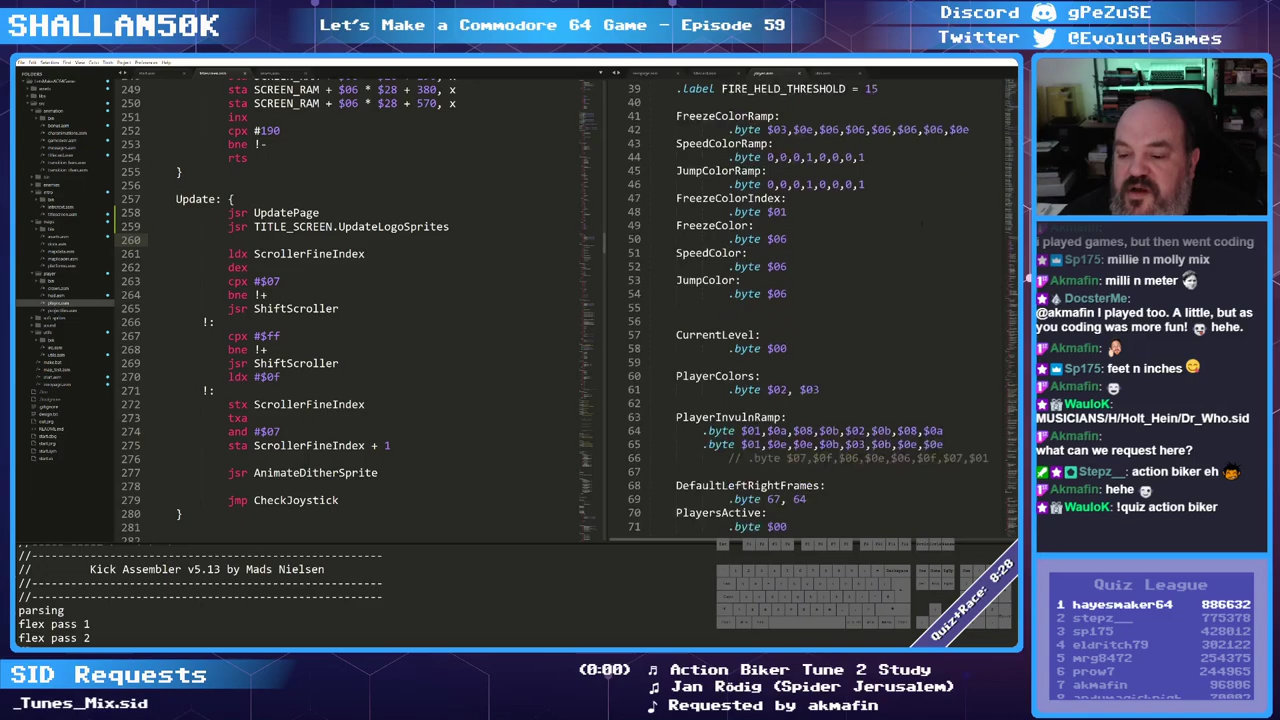 SHALLAN50K
Let's Make a Commodore 64 Game - Episode 59
Discord gPeZuSE
Twitter @EvoluteGames
FOLDERS
249 sta SCREEN_RAM + $06 * $28 + 380, x
250 sta SCREEN_RAM + $06 * $28 + 570, x
251 inx
252 cpx #190
253 bne !-
254 rts
255 }
256
257 Update: {
258 jsr UpdatePage
259 jsr TITLE_SCREEN.UpdateLogoSprites
260
261 ldx ScrollerFineIndex
262 dex
263 cpx #$07
264 bne !+
265 jsr ShiftScroller
266 !:
267 cpx #$ff
268 bne !+
269 jsr ShiftScroller
270 ldx #$0f
271 !:
272 stx ScrollerFineIndex
273 txa
274 and #$07
275 sta ScrollerFineIndex + 1
276
277 jsr AnimateDitherSprite
278
279 jmp CheckJoystick
280 }
281
39 .label FIRE_HELD_THRESHOLD = 15
40
41 FreezeColorRamp:
42 .byte $03,$0e,$06,$06,$06,$06,$06,$0e
43 SpeedColorRamp:
44 .byte 0,0,0,1,0,0,0,1
45 JumpColorRamp:
46 .byte 0,0,0,1,0,0,0,1
47 FreezeColorIndex:
48 .byte $01
49 FreezeColor:
50 .byte $06
51 SpeedColor:
52 .byte $06
53 JumpColor:
54 .byte $06
55
56
57 CurrentLevel:
58 .byte $00
59
60 PlayerColors:
61 .byte $02, $03
62
63 PlayerInvulnRamp:
64 .byte $01,$0a,$08,$0b,$02,$0b,$08,$0a
65 .byte $01,$0e,$0e,$0b,$03,$0b,$0e,$0e
66 // .byte $07,$0f,$06,$0e,$06,$0f,$07,$01
67
68 DefaultLeftRightFrames:
69 .byte 67, 64
70 PlayersActive:
71 .byte $00
//------------------------------------------------------
// Kick Assembler v5.13 by Mads Nielsen
//------------------------------------------------------
parsing
flex pass 1
flex pass 2
Quiz+Race: 8:28
i played games, but then went coding
Sp175: millie n molly mix
Akmafin: milli n meter
DocsterMe:
@akmafin I played too. A little, but as
you coding was more fun! hehe.
Akmafin:
Sp175: feet n inches
Akmafin:
WauloK:
MUSICIANS/H/Holt_Hein/Dr_Who.sid
Akmafin:
what can we request here?
Stepz__: action biker eh
Akmafin: hehe
WauloK: !quiz action biker
Quiz League
1 hayesmaker64 886632
2 stepz__ 775378
3 sp175 428012
4 eldritch79 302122
5 mrg8472 254375
6 prow7 244965
7 akmafin 96806
SID Requests
_Tunes_Mix.sid
(0:00) Action Biker Tune 2 Study
Jan Rödig (Spider Jerusalem)
Requested by akmafin